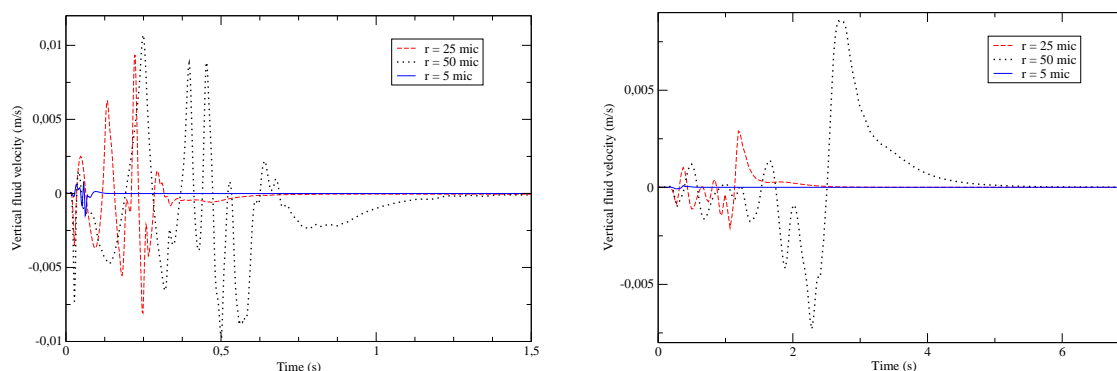 0,01
0,005
0
-0,005
-0,01
Vertical fluid velocity (m/s)
r = 25 mic
r = 50 mic
r = 5 mic
0
0,5
1
1,5
Time (s)
0,005
0
-0,005
Vertical fluid velocity (m/s)
r = 25 mic
r = 50 mic
r = 5 mic
0
2
4
6
Time (s)